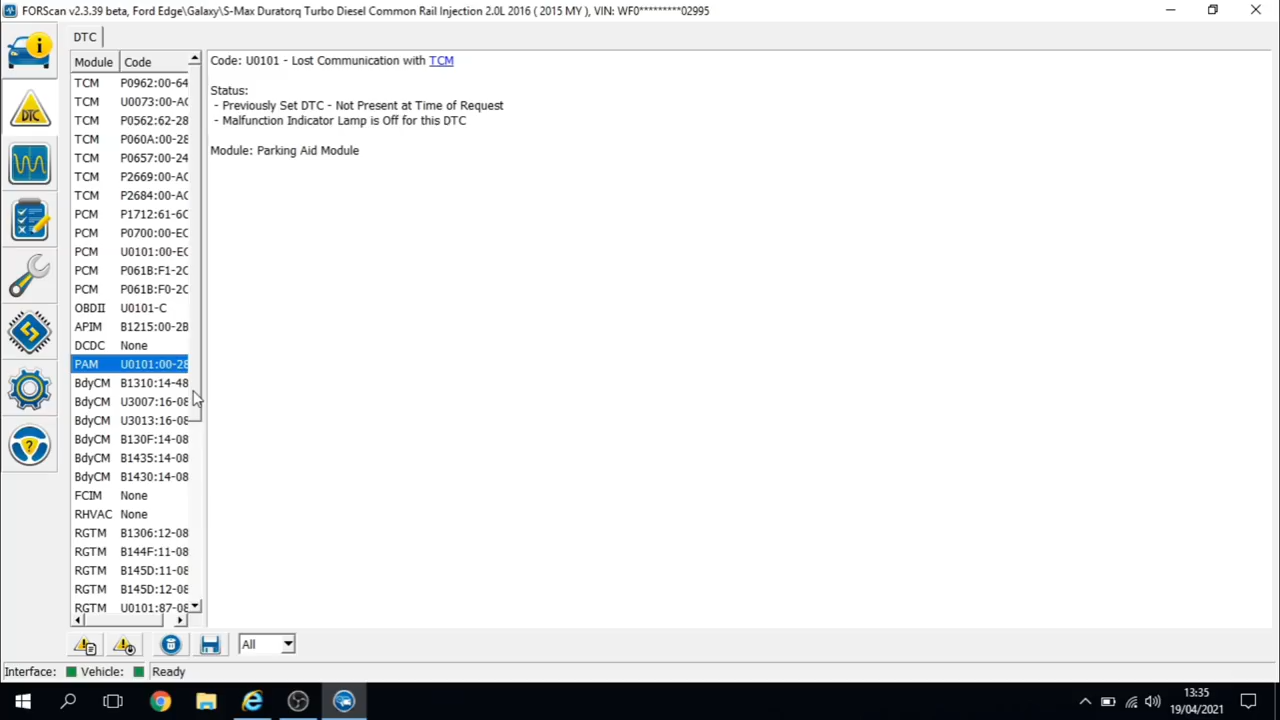 FORScan v2.3.39 beta, Ford Edge\Galaxy\S-Max Duratorq Turbo Diesel Common Rail Injection 2.0L 2016 ( 2015 MY ), VIN: WF0*********02995
DTC
Module Code
TCM P0962:00-64
TCM U0073:00-AC
TCM P0562:62-28
TCM P060A:00-28
TCM P0657:00-24
TCM P2669:00-AC
TCM P2684:00-AC
PCM P1712:61-6C
PCM P0700:00-EC
PCM U0101:00-EC
PCM P061B:F1-2C
PCM P061B:F0-2C
OBDII U0101-C
APIM B1215:00-2B
DCDC None
PAM U0101:00-28
BdyCM B1310:14-48
BdyCM U3007:16-08
BdyCM U3013:16-08
BdyCM B130F:14-08
BdyCM B1435:14-08
BdyCM B1430:14-08
FCIM None
RHVAC None
RGTM B1306:12-08
RGTM B144F:11-08
RGTM B145D:11-08
RGTM B145D:12-08
RGTM U0101:87-08
Code: U0101 - Lost Communication with TCM
Status:
- Previously Set DTC - Not Present at Time of Request
- Malfunction Indicator Lamp is Off for this DTC
Module: Parking Aid Module
DTC
All
Interface: Vehicle: Ready
13:35
19/04/2021